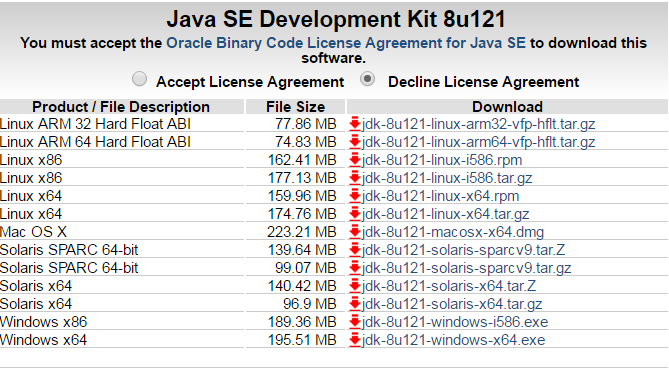 Java SE Development Kit 8u121
You must accept the Oracle Binary Code License Agreement for Java SE to download this
software.
Accept License Agreement Decline License Agreement
Product / File Description File Size Download
Linux ARM 32 Hard Float ABI 77.86 MB jdk-8u121-linux-arm32-vfp-hflt.tar.gz
Linux ARM 64 Hard Float ABI 74.83 MB jdk-8u121-linux-arm64-vfp-hflt.tar.gz
Linux x86 162.41 MB jdk-8u121-linux-i586.rpm
Linux x86 177.13 MB jdk-8u121-linux-i586.tar.gz
Linux x64 159.96 MB jdk-8u121-linux-x64.rpm
Linux x64 174.76 MB jdk-8u121-linux-x64.tar.gz
Mac OS X 223.21 MB jdk-8u121-macosx-x64.dmg
Solaris SPARC 64-bit 139.64 MB jdk-8u121-solaris-sparcv9.tar.Z
Solaris SPARC 64-bit 99.07 MB jdk-8u121-solaris-sparcv9.tar.gz
Solaris x64 140.42 MB jdk-8u121-solaris-x64.tar.Z
Solaris x64 96.9 MB jdk-8u121-solaris-x64.tar.gz
Windows x86 189.36 MB jdk-8u121-windows-i586.exe
Windows x64 195.51 MB jdk-8u121-windows-x64.exe